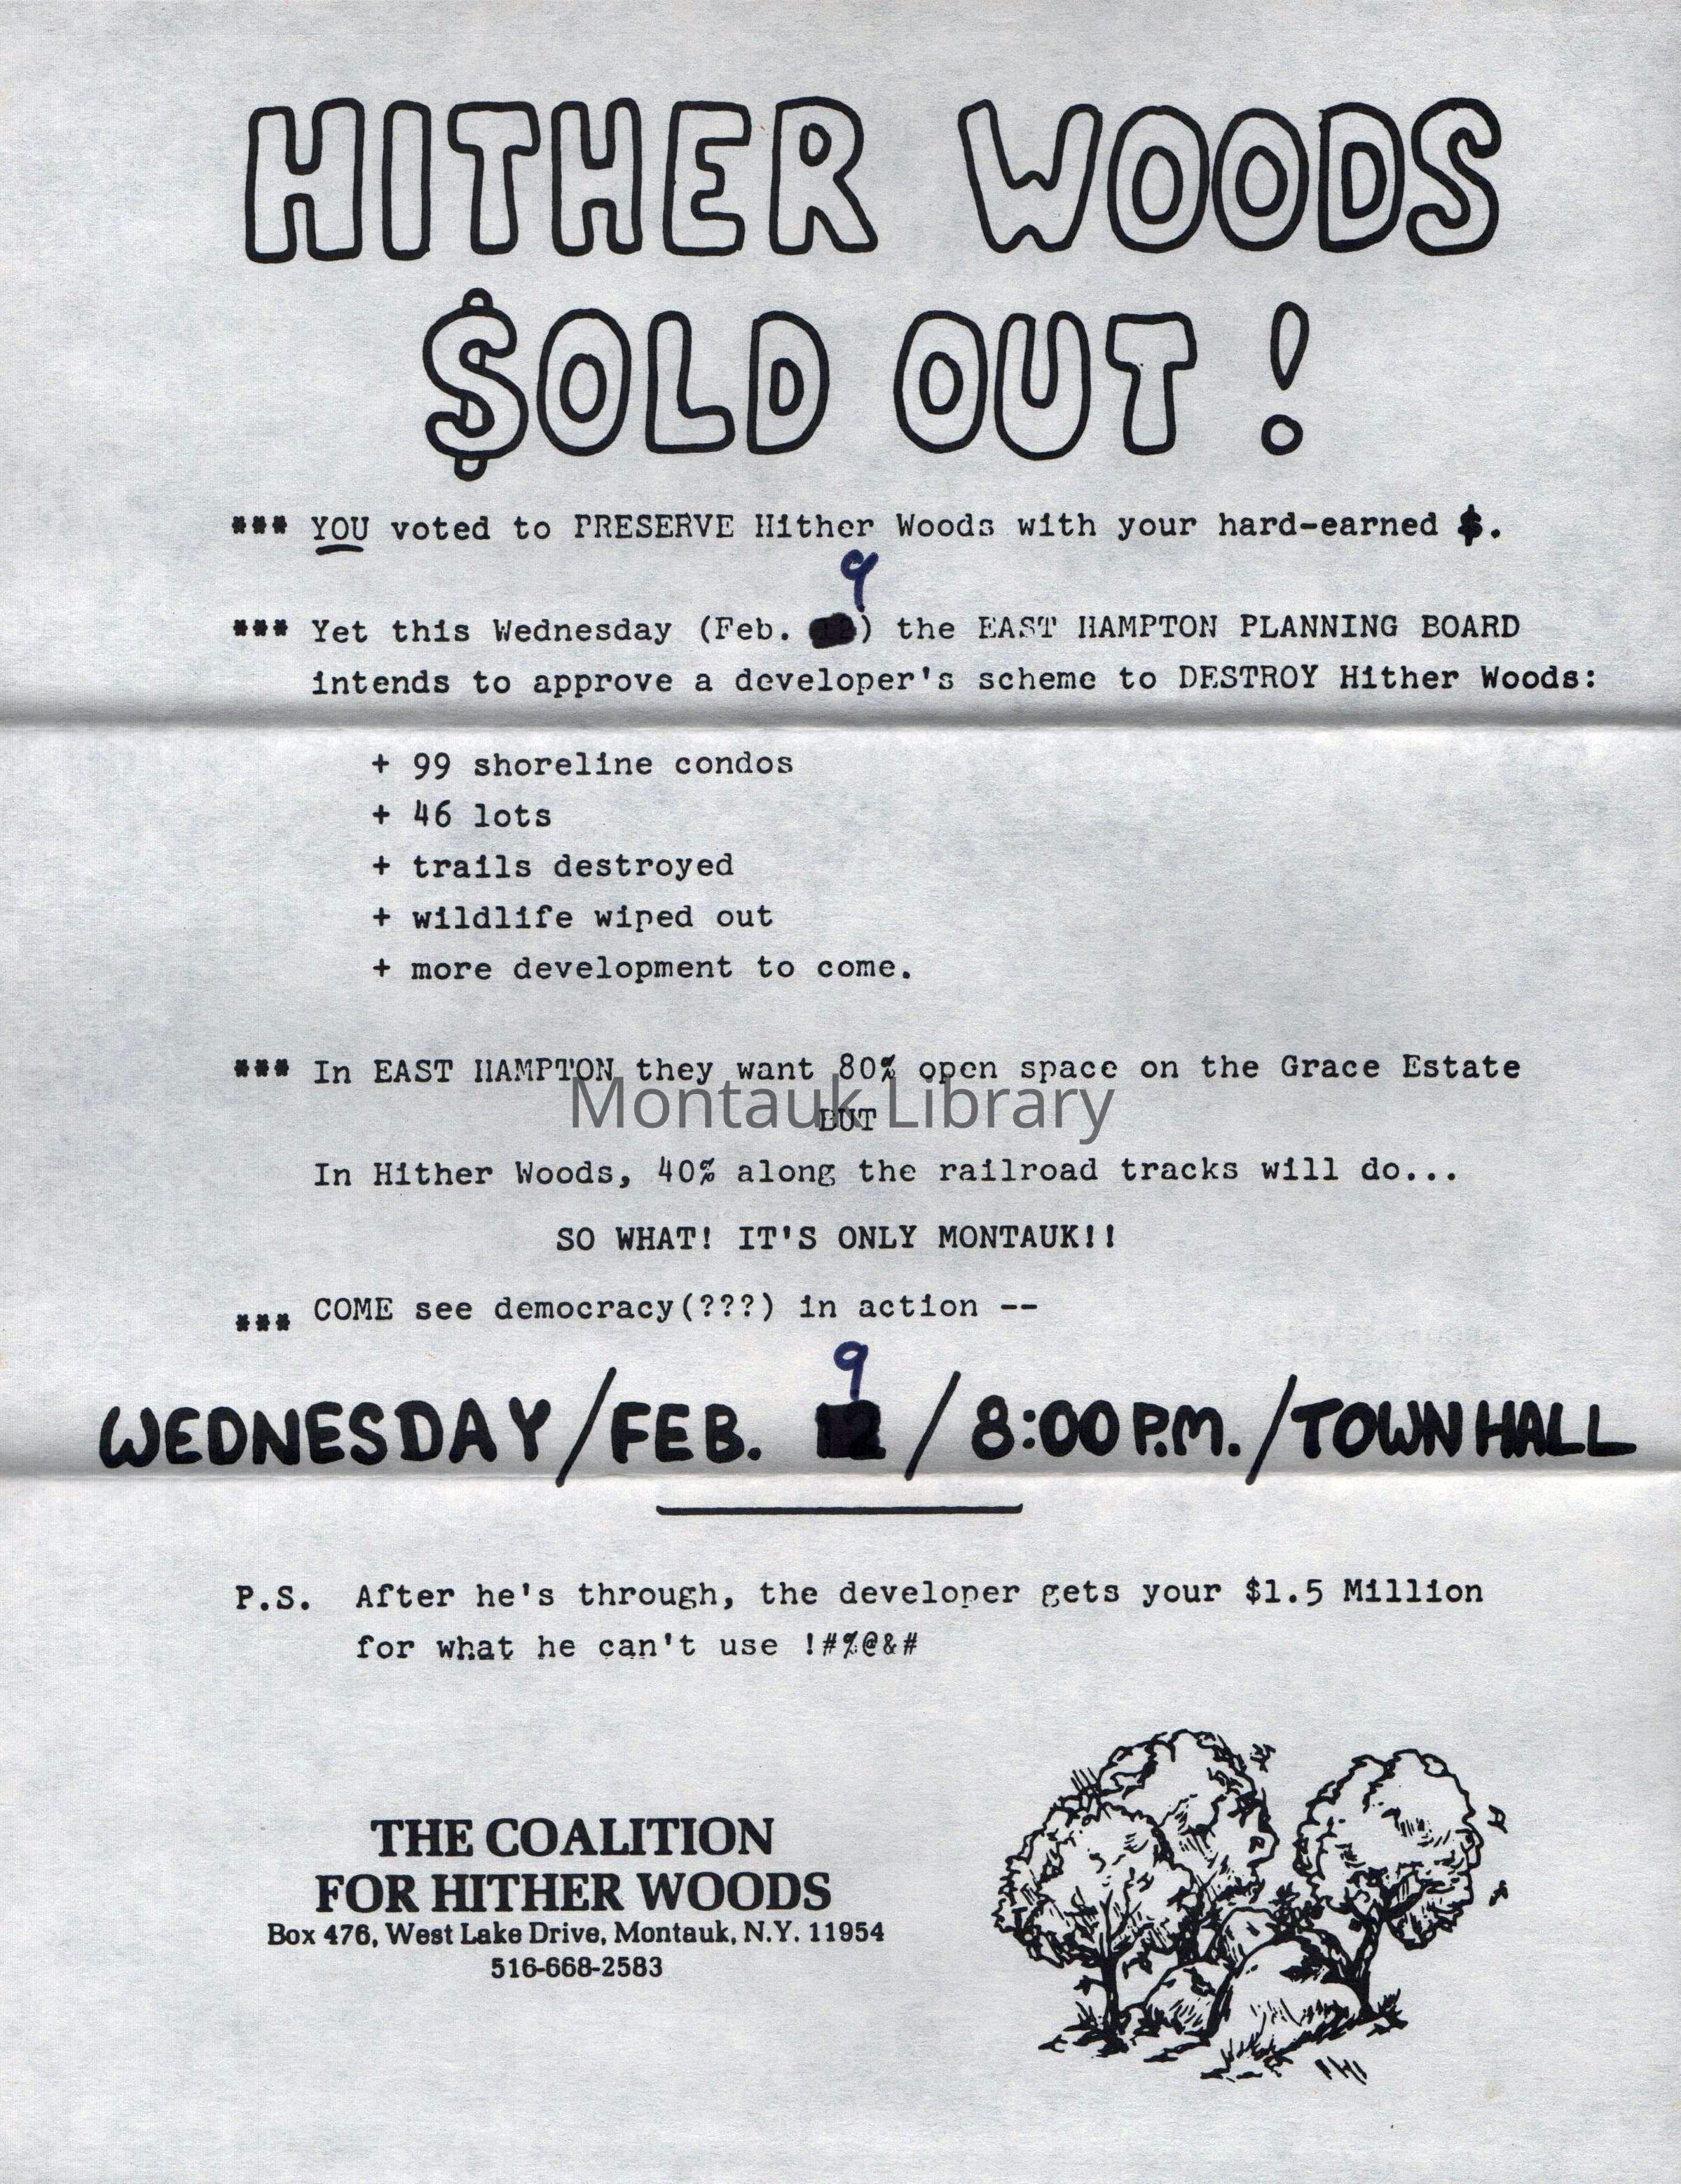 HITHER WOODS
$OLD OUT!
*** YOU voted to PRESERVE Hither Woods with your hard-earned $.
9
*** Yet this Wednesday (Feb. 12) the EAST HAMPTON PLANNING BOARD
intends to approve a developer's scheme to DESTROY Hither Woods:
+ 99 shoreline condos
+ 46 lots
+ trails destroyed
+ wildlife wiped out
+ more development to come.
*** In EAST HAMPTON they want 80% open space on the Grace Estate
Montauk Library
BUT
In Hither Woods, 40% along the railroad tracks will do...
SO WHAT! IT'S ONLY MONTAUK!!
*** COME see democracy(???) in action --
9
WEDNESDAY/FEB. 12 / 8:00 P.M./TOWN HALL
P.S. After he's through, the developer gets your $1.5 Million
for what he can't use !#%@&#
THE COALITION
FOR HITHER WOODS
Box 476, West Lake Drive, Montauk, N.Y. 11954
516-668-2583